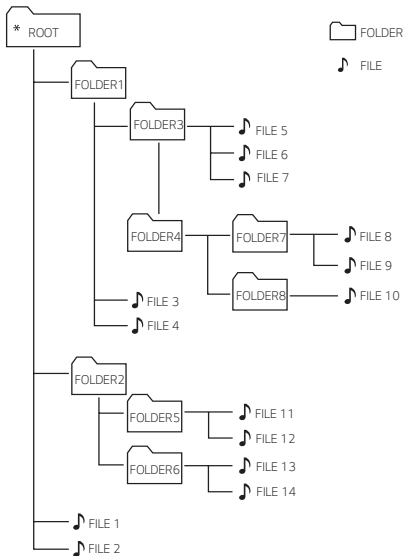 * ROOT
FOLDER
FILE
FOLDER1
FOLDER3
FILE 5
FILE 6
FILE 7
FOLDER4
FOLDER7
FILE 8
FILE 9
FOLDER8
FILE 10
FILE 3
FILE 4
FOLDER2
FOLDER5
FILE 11
FILE 12
FOLDER6
FILE 13
FILE 14
FILE 1
FILE 2